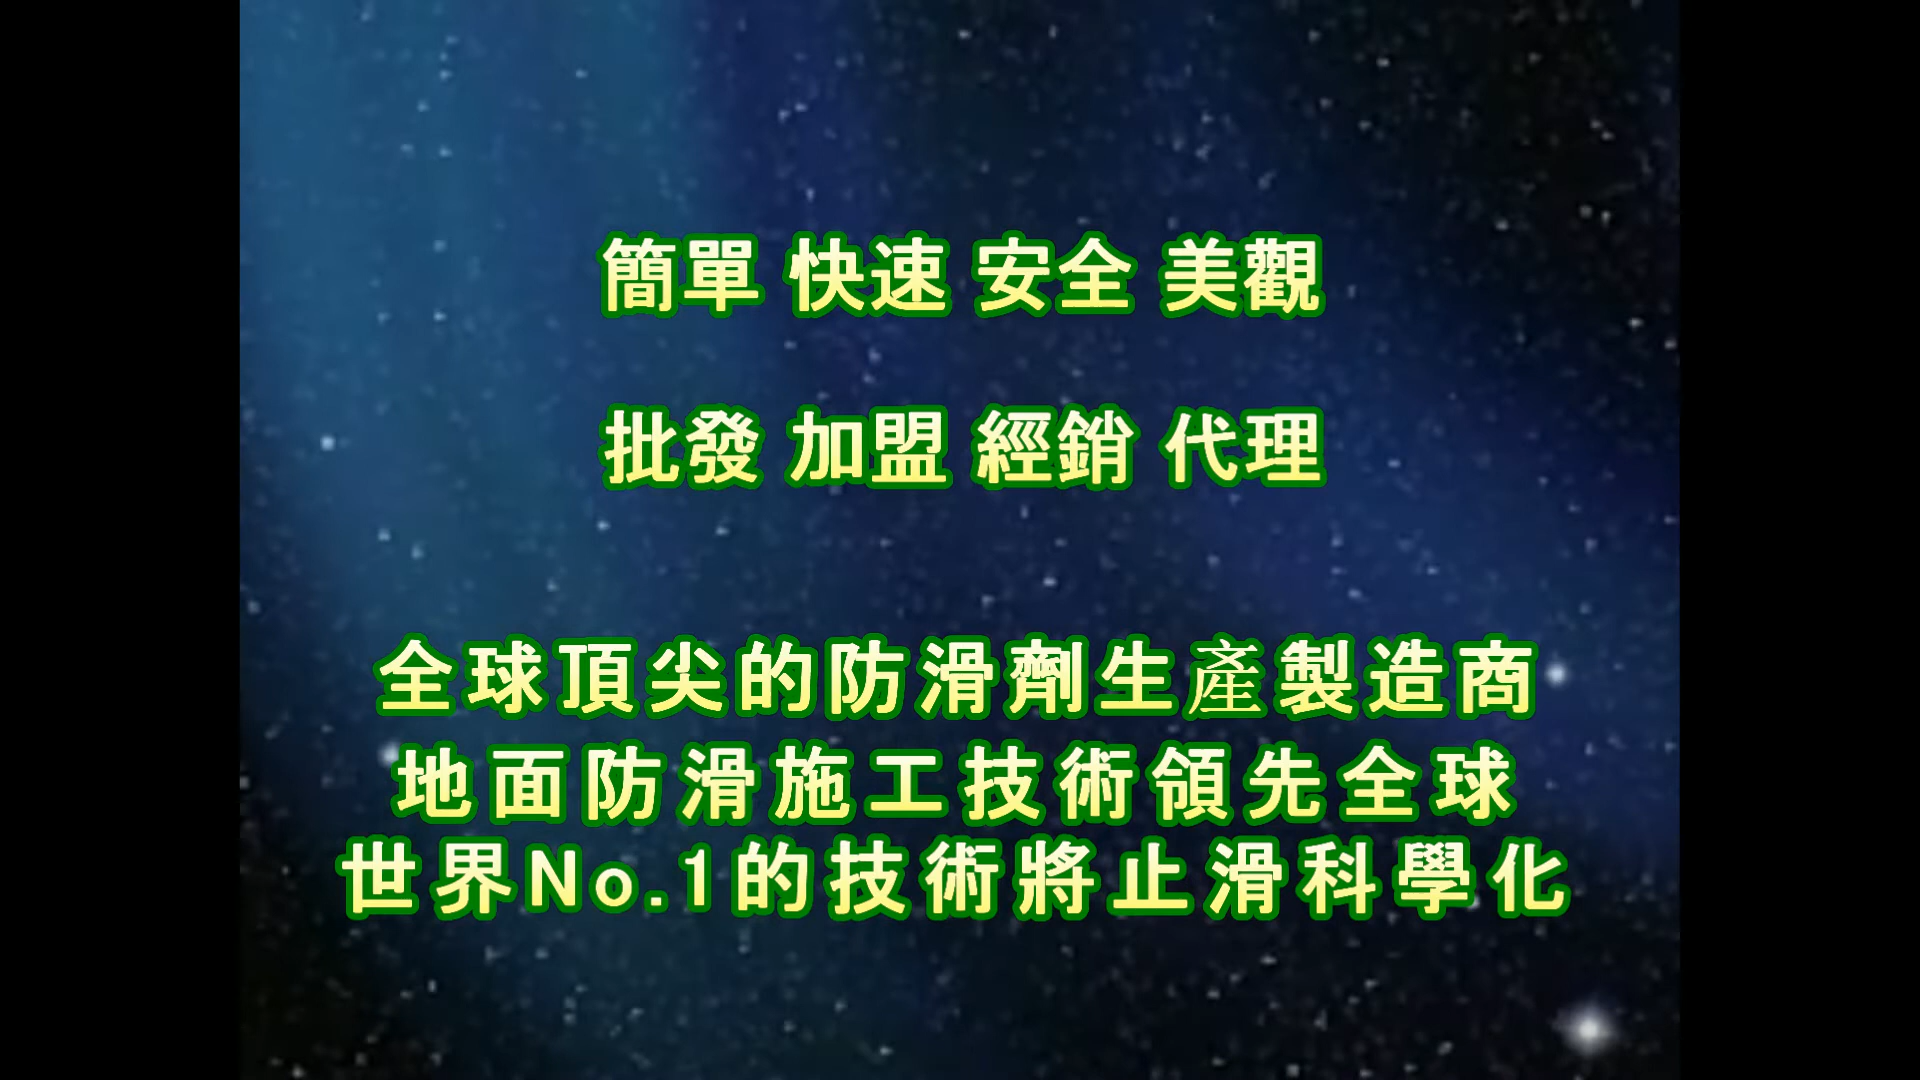 簡單 快速 安全 美觀
批發 加盟 經銷 代理
全球頂尖的防滑劑生產製造商
地面防滑施工技術領先全球
世界No.1的技術將止滑科學化